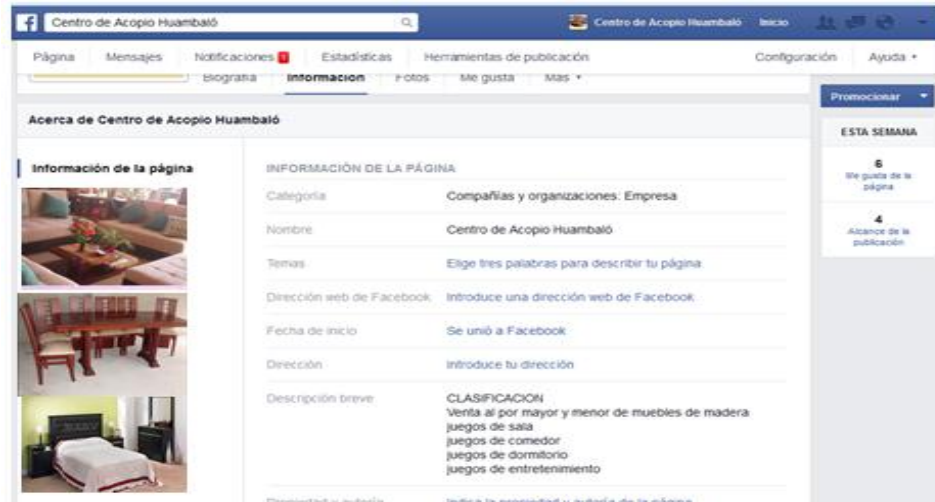 Centro de Acopio Huambaló
Centro de Acopio Huambaló Inicio
Página Mensajes Notificaciones 1 Estadísticas Herramientas de publicación Configuración Ayuda
Biografía Información Fotos Me gusta Más
Promocionar
Acerca de Centro de Acopio Huambaló
ESTA SEMANA
6
Me gusta de la
página
4
Alcance de la
publicación
Información de la página
INFORMACIÓN DE LA PÁGINA
Categoría Compañías y organizaciones: Empresa
Nombre Centro de Acopio Huambaló
Temas Elige tres palabras para describir tu página
Dirección web de Facebook Introduce una dirección web de Facebook
Fecha de inicio Se unió a Facebook
Dirección Introduce tu dirección
Descripción breve CLASIFICACION
Venta al por mayor y menor de muebles de madera
juegos de sala
juegos de comedor
juegos de dormitorio
juegos de entretenimiento
Propiedad y autoría Indica la propiedad y autoría de la página